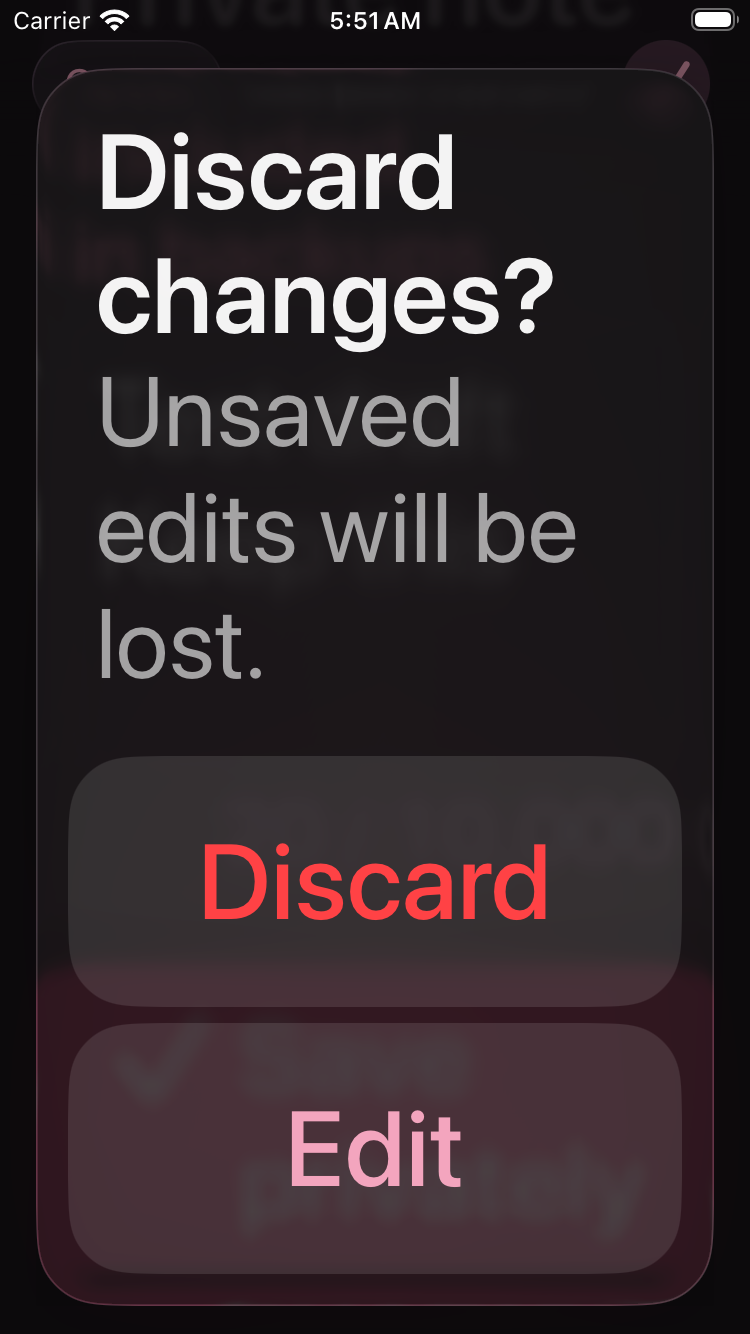 Carrier 5:51 AM
Discard
changes?
Unsaved
edits will be
lost.
Discard
Edit